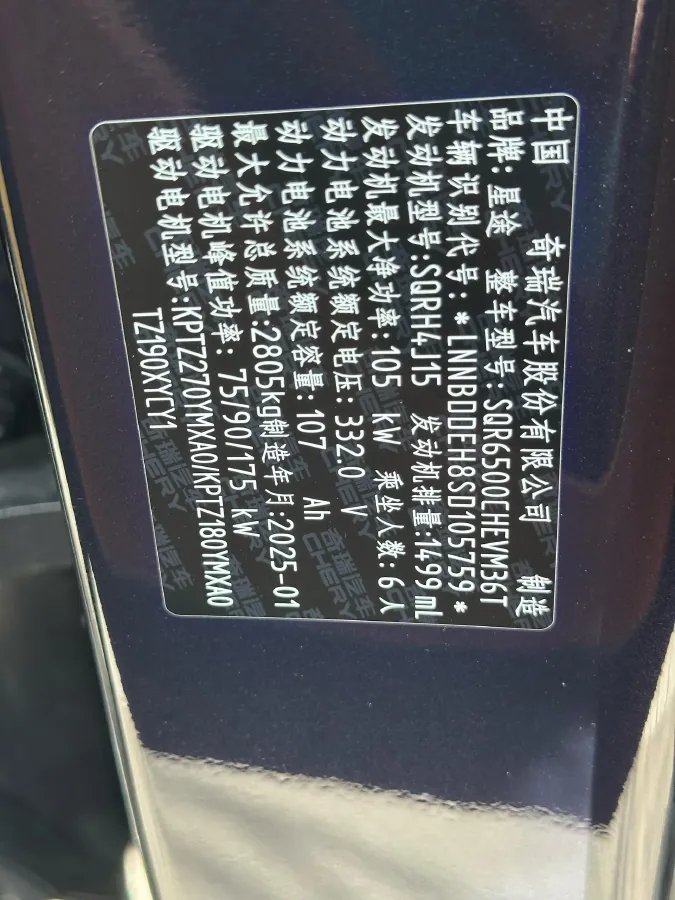 中国 奇瑞汽车股份有限公司 制造
品牌:星途 整车型号:SQR6500CHEVM36T
车辆识别代号:*LNNBDDEH8SD105759*
发动机型号:SQRH4J15 发动机排量:1499mL
发动机最大净功率:105 kW 乘坐人数:6人
动力电池系统额定电压:332.0 V
动力电池系统额定容量:107 Ah
最大允许总质量:2805kg制造年月:2025-01
驱动电机峰值功率:75/90/175 kW
驱动电机型号:KPTZ270YMXA0/KPTZ180YMXA0
TZ190XYCY1